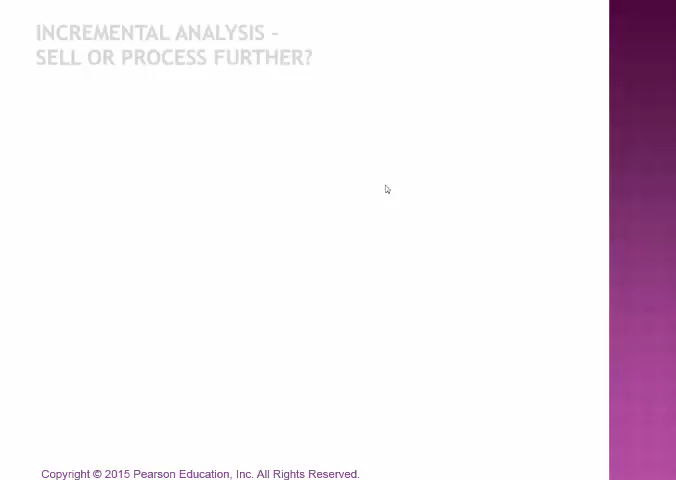 INCREMENTAL ANALYSIS –
SELL OR PROCESS FURTHER?
Copyright © 2015 Pearson Education, Inc. All Rights Reserved.